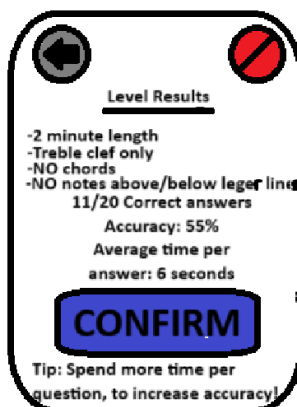 Level Results
-2 minute length
-Treble clef only
-NO chords
-NO notes above/below leger line
11/20 Correct answers
Accuracy: 55%
Average time per
answer: 6 seconds
CONFIRM
Tip: Spend more time per
question, to increase accuracy!